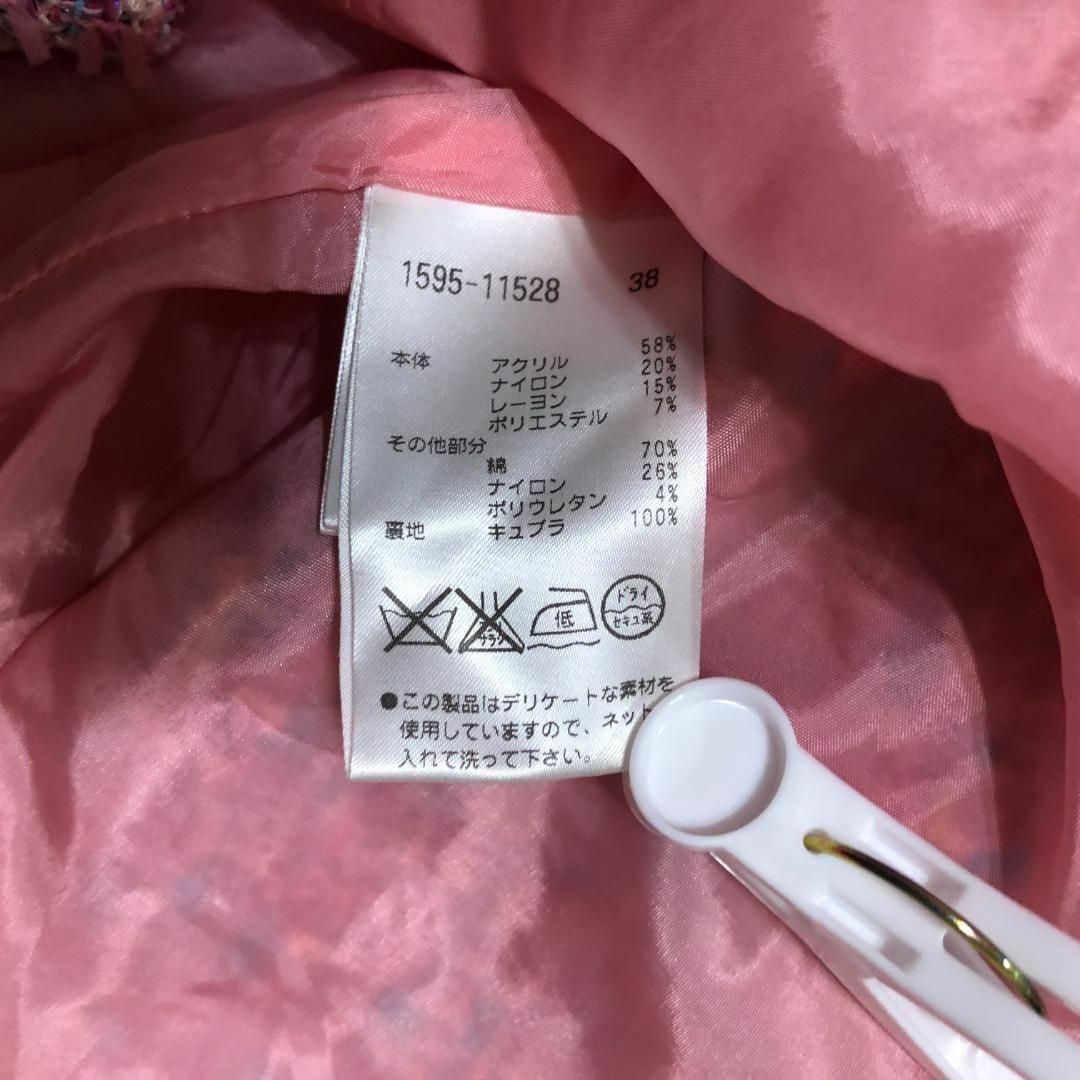 1595-11528 38
本体 アクリル 58%
ナイロン 20%
レーヨン 15%
ポリエステル 7%
その他部分
綿 70%
ナイロン 26%
ポリウレタン 4%
裏地 キュプラ 100%
低
ドライ
セキユ系
●この製品はデリケートな素材を
使用していますので、ネット
入れて洗って下さい。